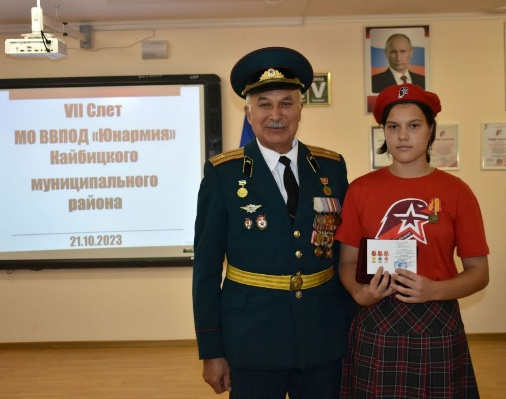 VII Слет
МО ВВПОД «Юнармия»
Кайбицкого
муниципального
района
21.10.2023